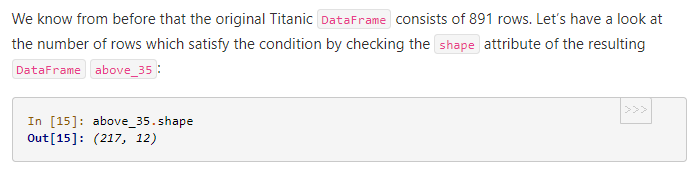 We know from before that the original Titanic DataFrame consists of 891 rows. Let’s have a look at
the number of rows which satisfy the condition by checking the shape attribute of the resulting
DataFrame above_35:
>>>
In [15]: above_35.shape
Out[15]: (217, 12)